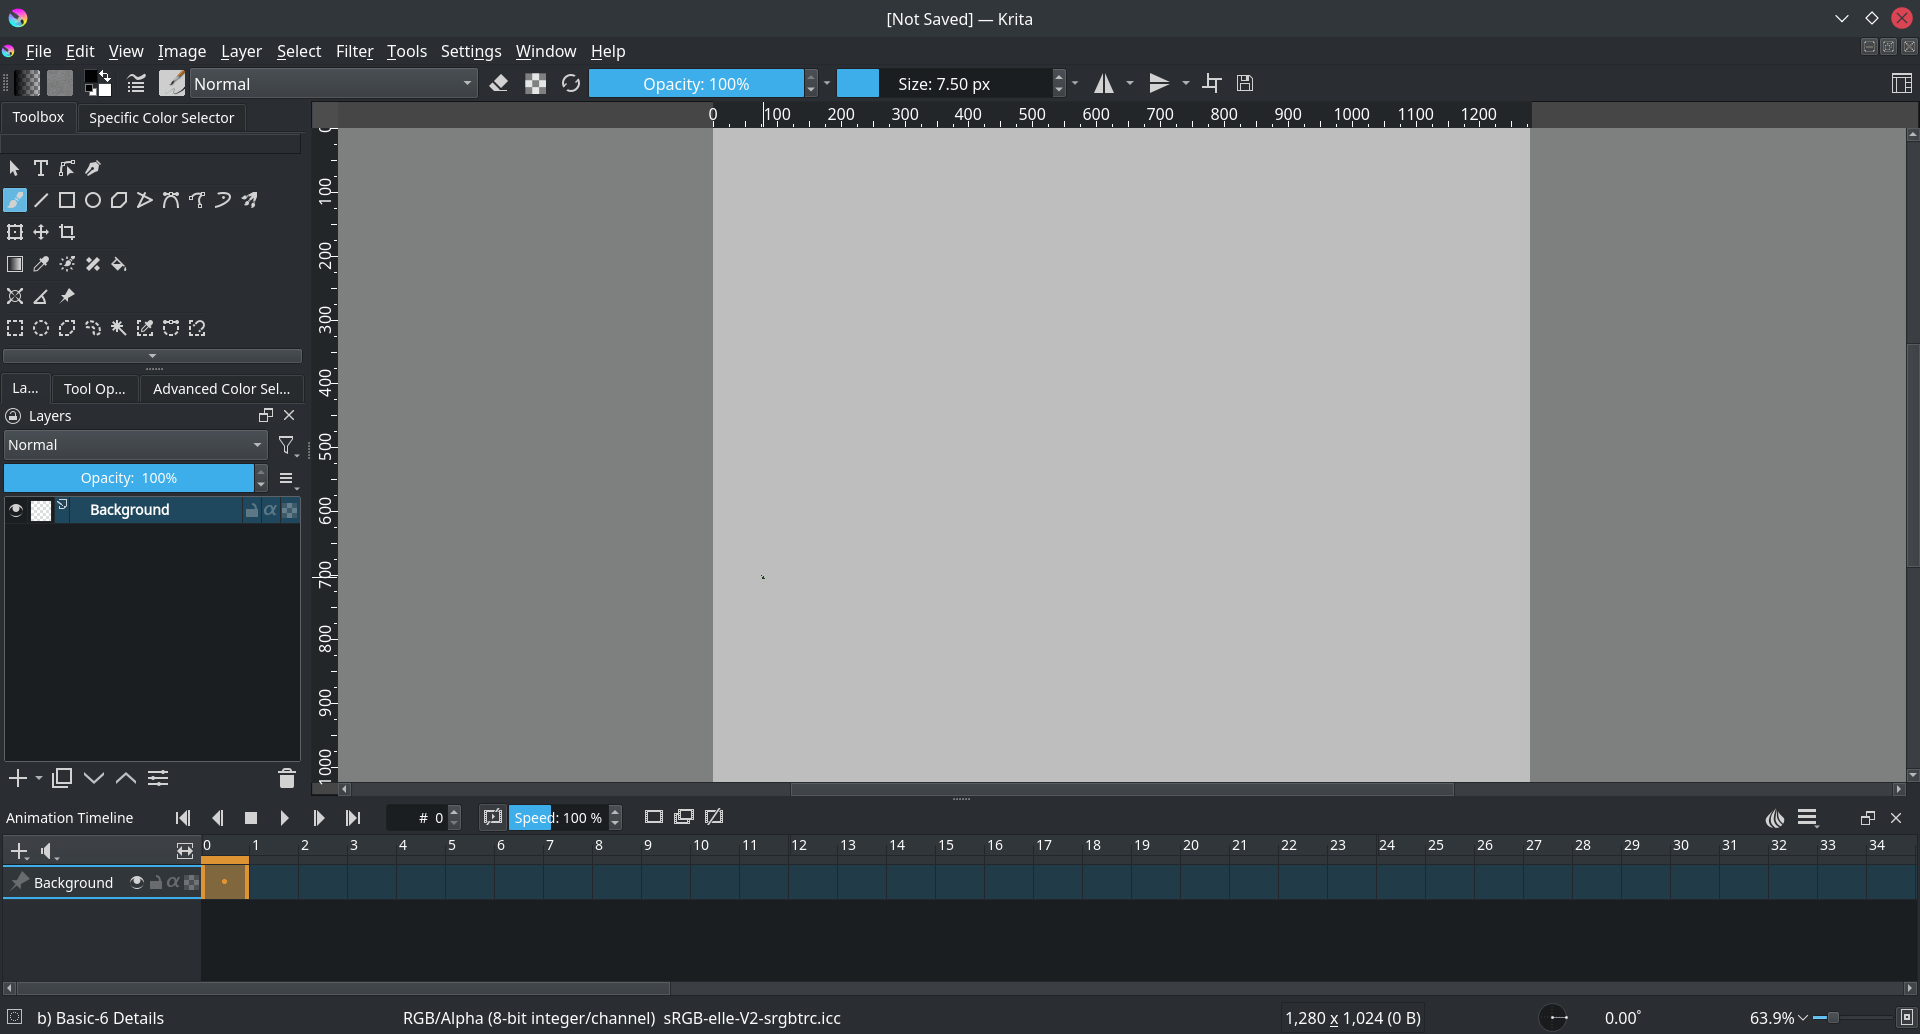 [Not Saved] — Krita
File Edit View Image Layer Select Filter Tools Settings Window Help
Normal Opacity: 100% Size: 7.50 px
Toolbox Specific Color Selector
0 100 200 300 400 500 600 700 800 900 1000 1100 1200
0
100
200
300
400
500
600
700
800
900
1000
La... Tool Op... Advanced Color Sel...
Layers
Normal
Opacity: 100%
Background
Animation Timeline # 0 Speed: 100 %
0 1 2 3 4 5 6 7 8 9 10 11 12 13 14 15 16 17 18 19 20 21 22 23 24 25 26 27 28 29 30 31 32 33 34
Background
b) Basic-6 Details RGB/Alpha (8-bit integer/channel) sRGB-elle-V2-srgbtrc.icc 1,280 x 1,024 (0 B) 0.00° 63.9%